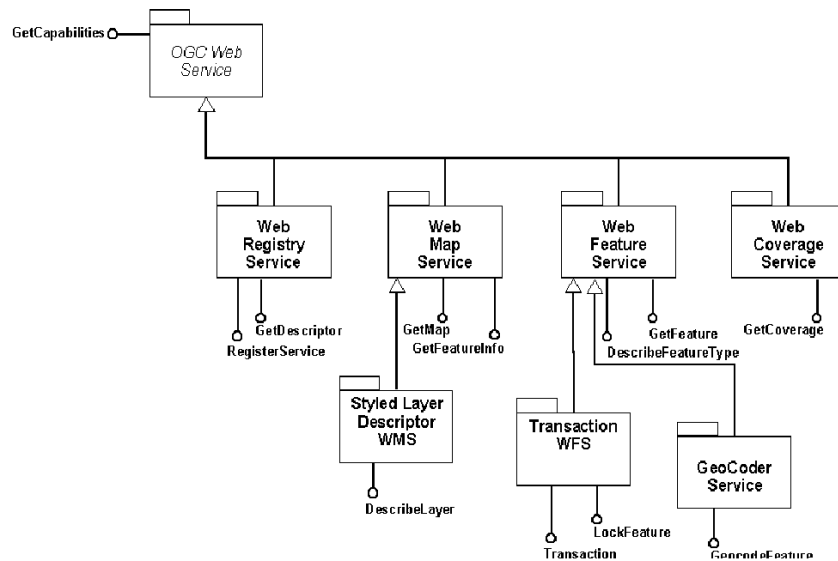 GetCapabilities
OGC Web
Service
Web
Registry
Service
Web
Map
Service
Web
Feature
Service
Web
Coverage
Service
GetDescriptor
RegisterService
GetMap
GetFeatureInfo
GetFeature
DescribeFeatureType
GetCoverage
Styled Layer
Descriptor
WMS
Transaction
WFS
GeoCoder
Service
DescribeLayer
LockFeature
Transaction
GeocodeFeature